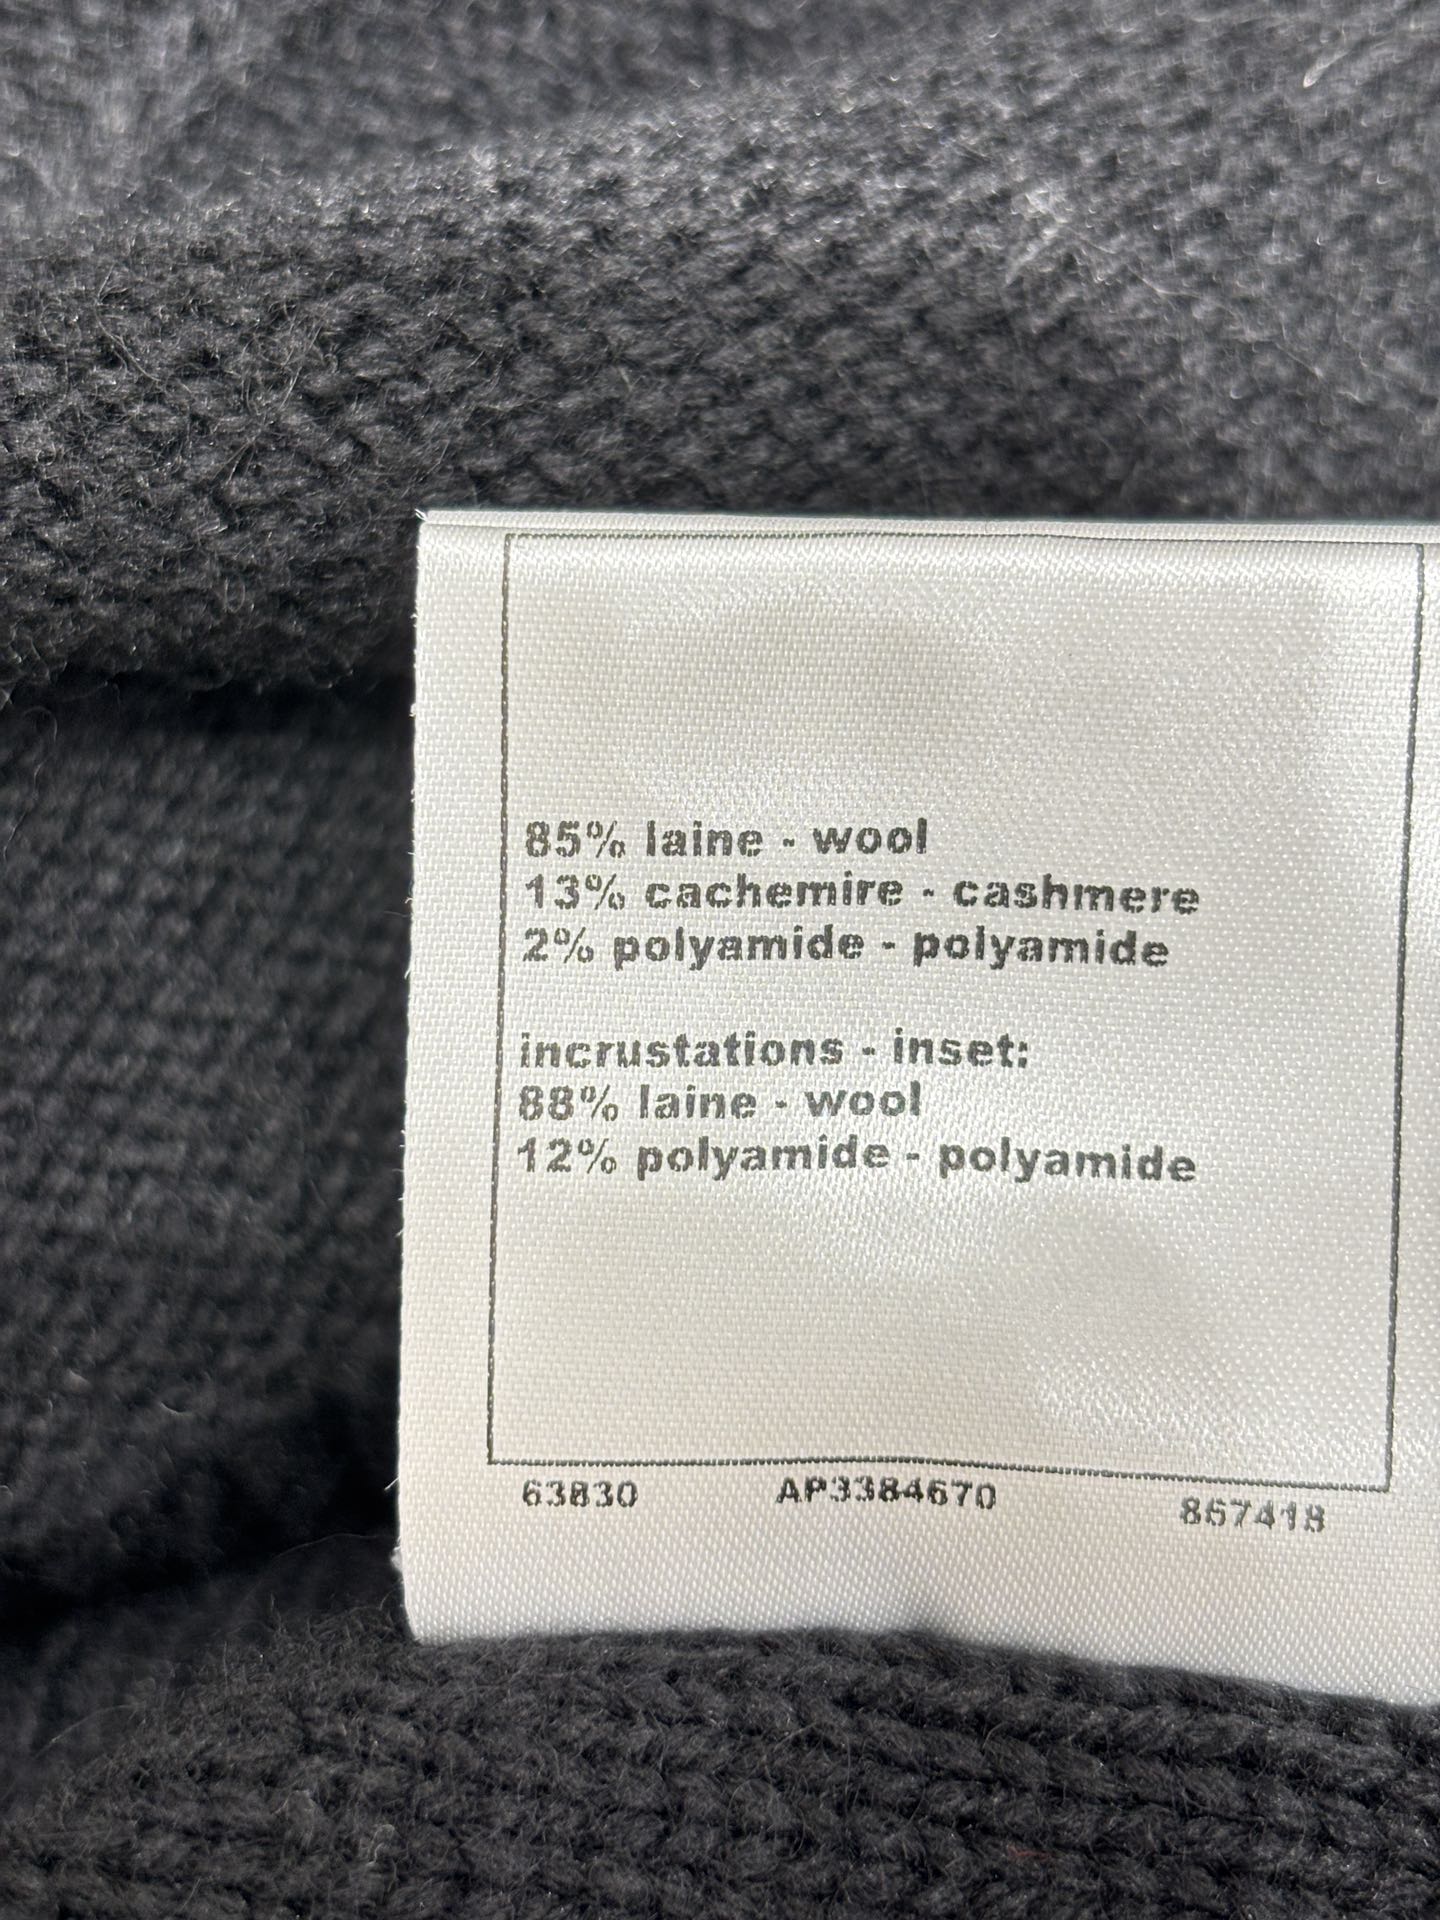 85% laine - wool
13% cachemire - cashmere
2% polyamide - polyamide
incrustations - inset:
88% laine - wool
12% polyamide - polyamide
63830 AP3384670 867418